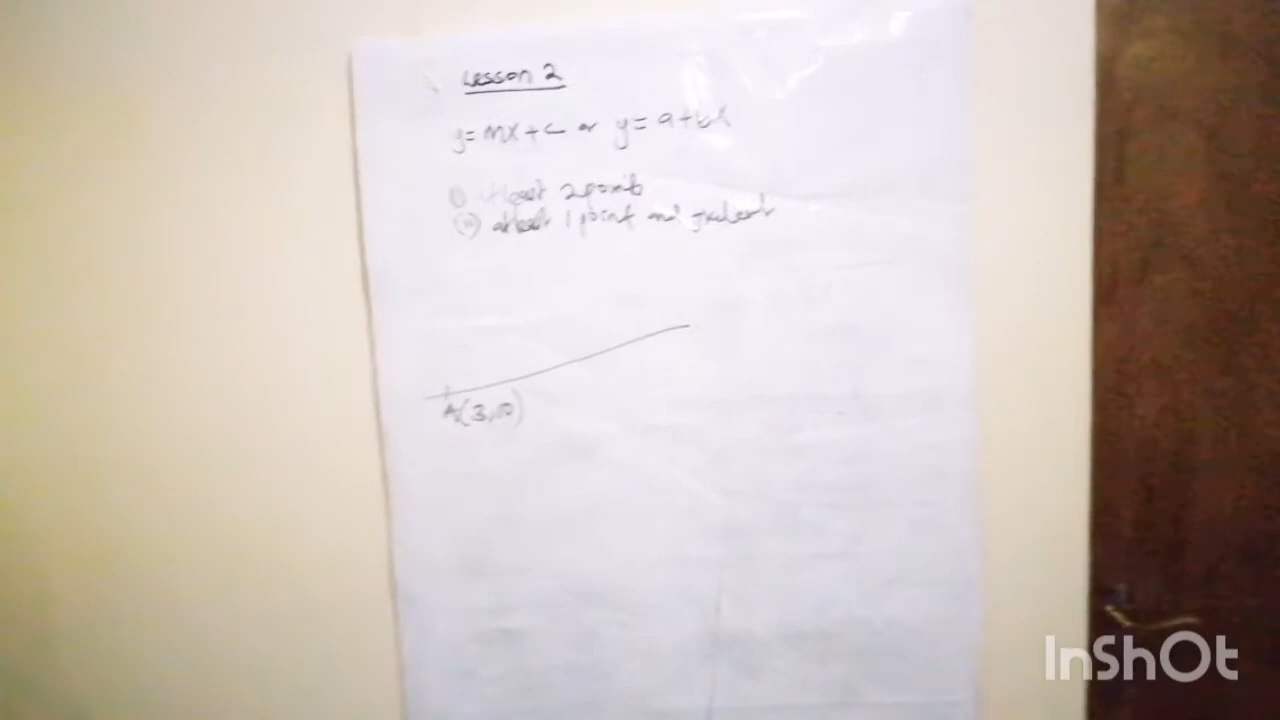 Lesson 2
y = mx + c or y = a + bx
(i) atleast 2 points
(ii) atleast 1 point and gradient
A(3,10)
InShOt